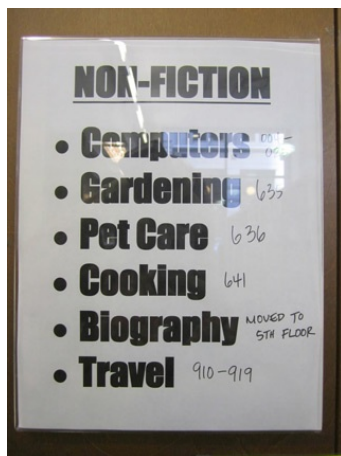 NON-FICTION
• Computers
• Gardening 635
• Pet Care 636
• Cooking 641
• Biography MOVED TO
5TH FLOOR
• Travel 910-919